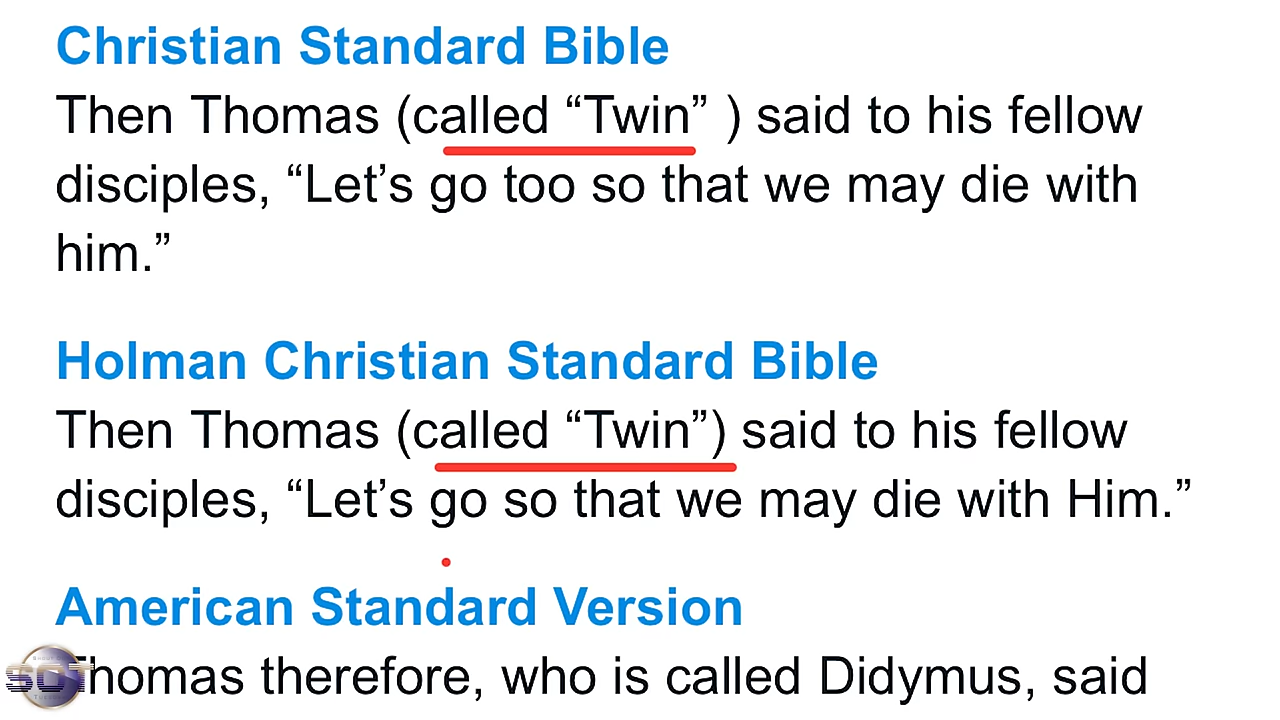 Christian Standard Bible
Then Thomas (called “Twin” ) said to his fellow
disciples, “Let’s go too so that we may die with
him.”
Holman Christian Standard Bible
Then Thomas (called “Twin”) said to his fellow
disciples, “Let’s go so that we may die with Him.”
American Standard Version
Thomas therefore, who is called Didymus, said
SCT